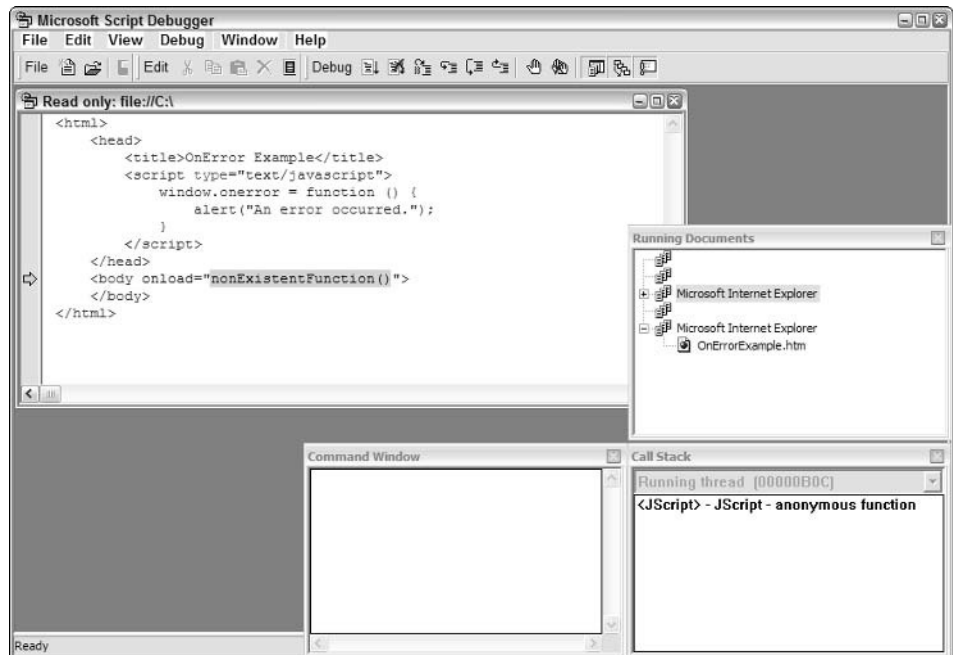 Microsoft Script Debugger
File Edit View Debug Window Help
File Edit Debug
Read only: file://C:\
<html>
<head>
<title>OnError Example</title>
<script type="text/javascript">
window.onerror = function () {
alert("An error occurred.");
}
</script>
</head>
<body onload="nonExistentFunction()">
</body>
</html>
Running Documents
Microsoft Internet Explorer
Microsoft Internet Explorer
OnErrorExample.htm
Command Window
Call Stack
Running thread [00000B0C]
<JScript> - JScript - anonymous function
Ready